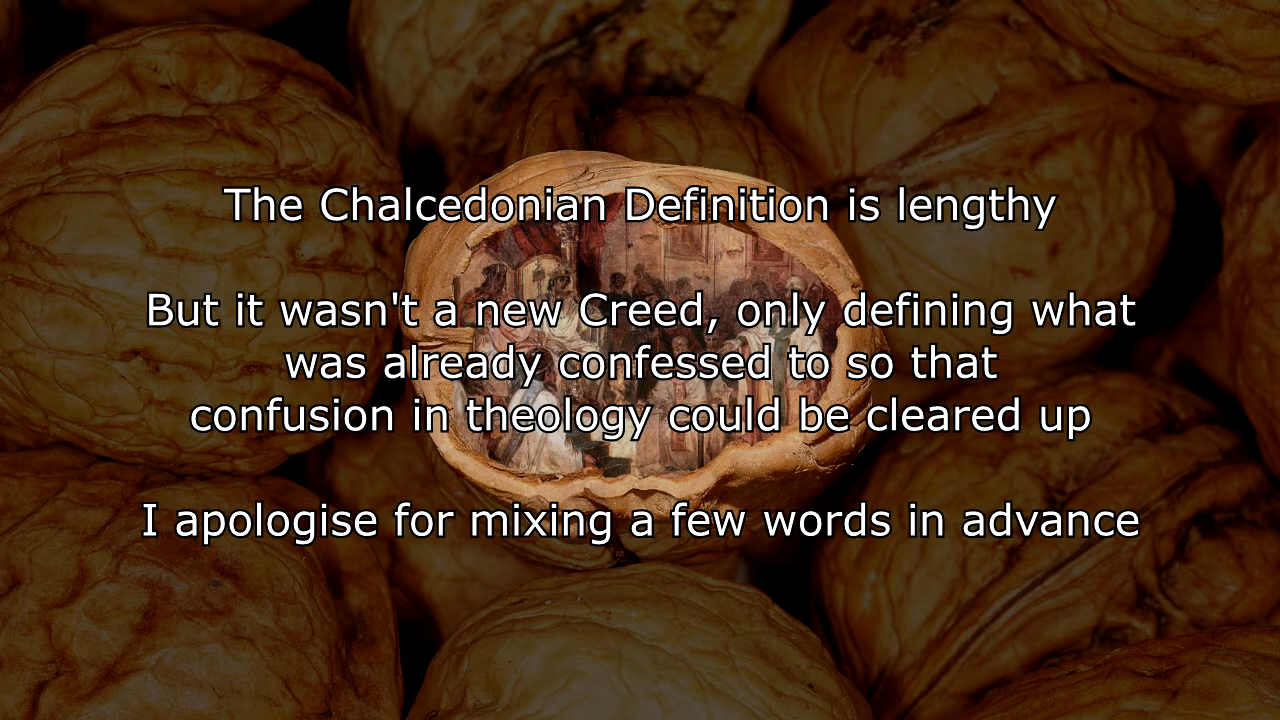 The Chalcedonian Definition is lengthy
But it wasn't a new Creed, only defining what
was already confessed to so that
confusion in theology could be cleared up
I apologise for mixing a few words in advance